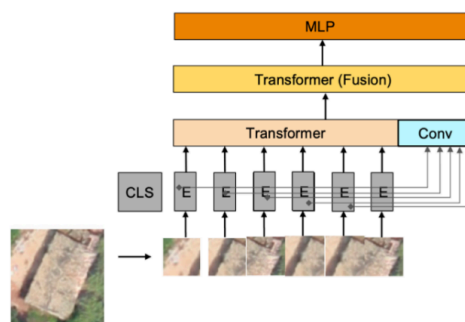 MLP
Transformer (Fusion)
Transformer Conv
CLS E E E E E E